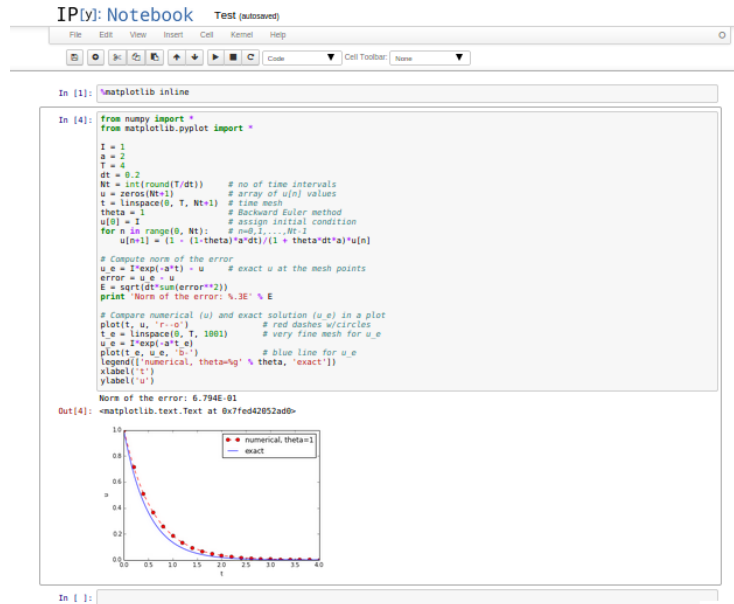 IP[y]: Notebook Test (autosaved)
File Edit View Insert Cell Kernel Help
Code Cell Toolbar: None
In [1]: %matplotlib inline
In [4]: from numpy import *
from matplotlib.pyplot import *
I = 1
a = 2
T = 4
dt = 0.2
Nt = int(round(T/dt)) # no of time intervals
u = zeros(Nt+1) # array of u[n] values
t = linspace(0, T, Nt+1) # time mesh
theta = 1 # Backward Euler method
u[0] = I # assign initial condition
for n in range(0, Nt): # n=0,1,...,Nt-1
u[n+1] = (1 - (1-theta)*a*dt)/(1 + theta*dt*a)*u[n]
# Compute norm of the error
u_e = I*exp(-a*t) - u # exact u at the mesh points
error = u_e - u
E = sqrt(dt*sum(error**2))
print 'Norm of the error: %.3E' % E
# Compare numerical (u) and exact solution (u_e) in a plot
plot(t, u, 'r--o') # red dashes w/circles
t_e = linspace(0, T, 1001) # very fine mesh for u_e
u_e = I*exp(-a*t_e)
plot(t_e, u_e, 'b-') # blue line for u_e
legend(['numerical, theta=%g' % theta, 'exact'])
xlabel('t')
ylabel('u')
Norm of the error: 6.794E-01
Out[4]: <matplotlib.text.Text at 0x7fed42052ad0>
numerical, theta=1
exact
1.0
0.8
0.6
0.4
0.2
0.0
u
0.0 0.5 1.0 1.5 2.0 2.5 3.0 3.5 4.0
t
In [ ]: